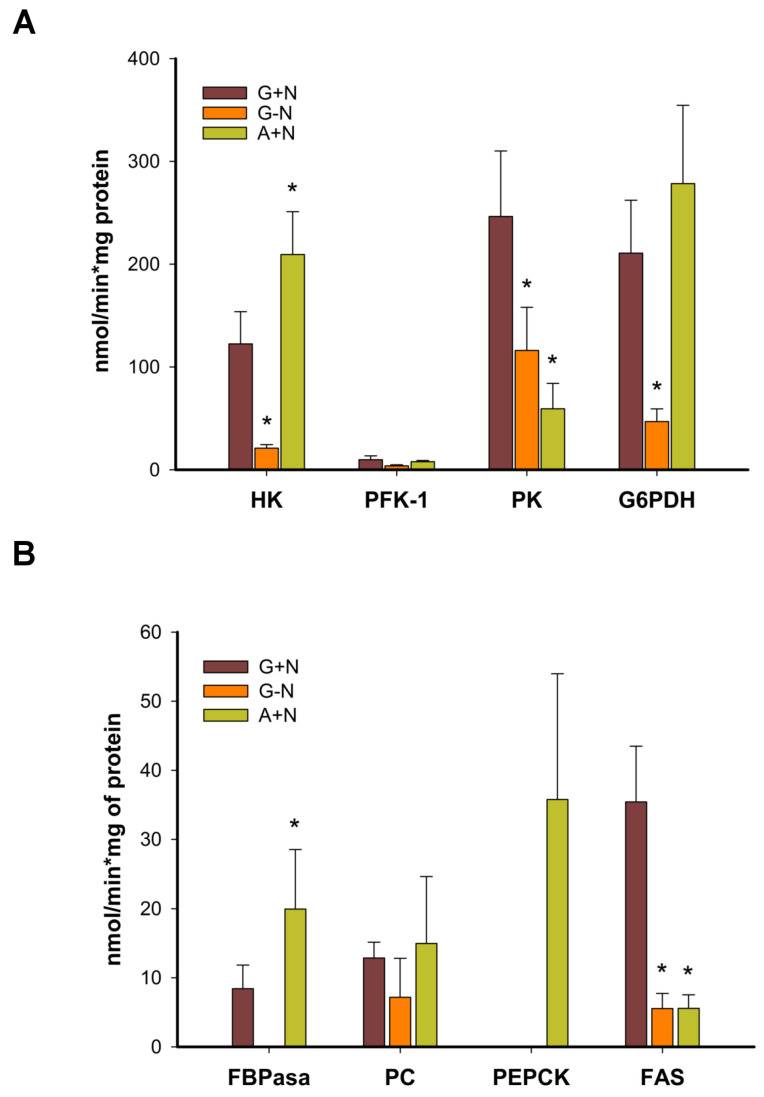 A
400
300
200
100
0
nmol/min*mg protein
G+N
G-N
A+N
*
*
*
*
*
HK PFK-1 PK G6PDH
B
60
50
40
30
20
10
0
nmol/min*mg of protein
G+N
G-N
A+N
*
* *
FBPasa PC PEPCK FAS